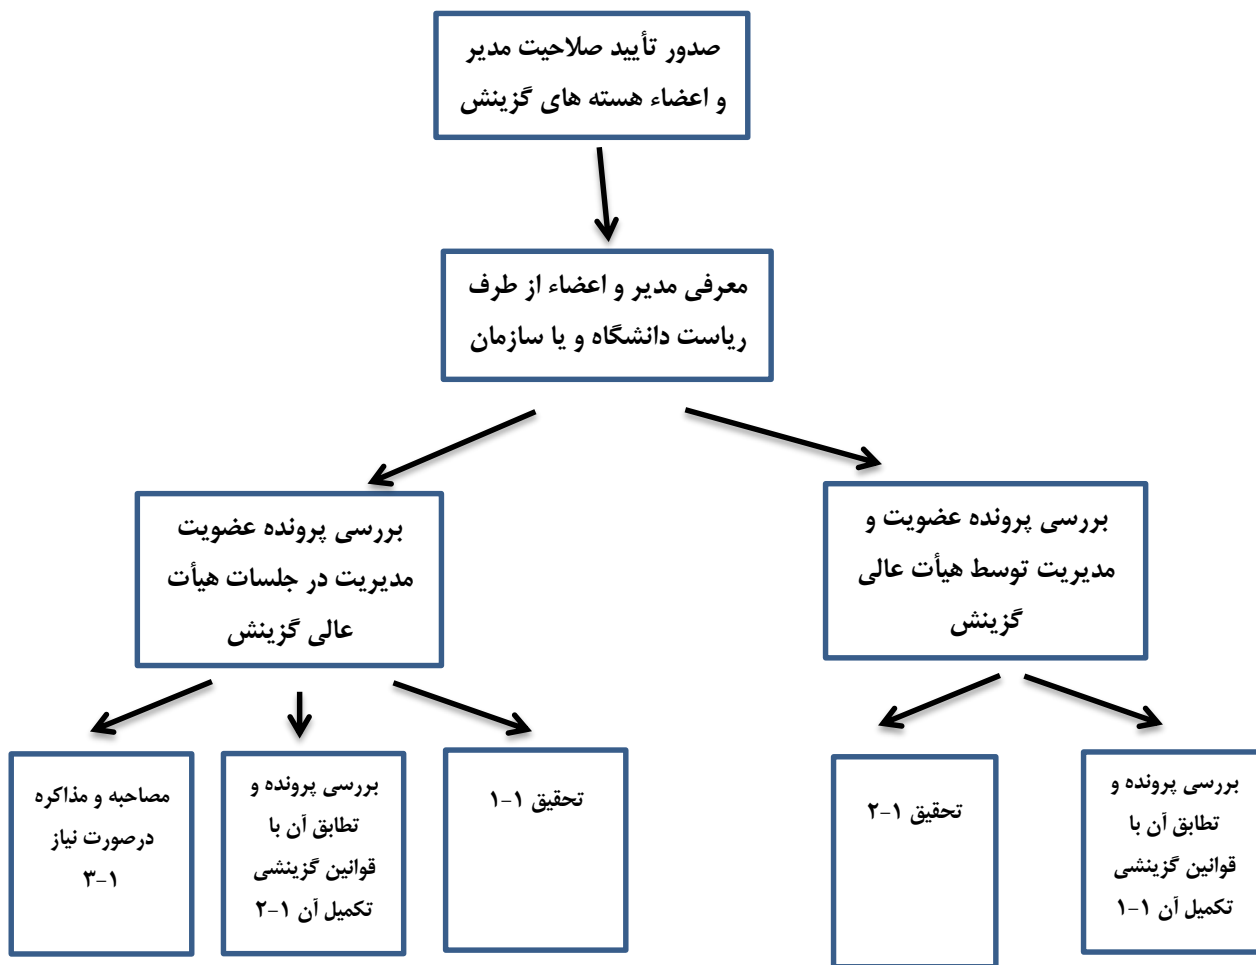 صدور تأیید صلاحیت مدیر
و اعضاء هسته های گزینش
معرفی مدیر و اعضاء از طرف
ریاست دانشگاه و یا سازمان
بررسی پرونده عضویت و
مدیریت توسط هیأت عالی
گزینش
بررسی پرونده عضویت
مدیریت در جلسات هیأت
عالی گزینش
بررسی پرونده و
تطابق آن با
قوانین گزینشی
تکمیل آن ۱-۱
تحقیق ۱-۲
تحقیق ۱-۱
بررسی پرونده و
تطابق آن با
قوانین گزینشی
تکمیل آن ۱-۲
مصاحبه و مذاکره
درصورت نیاز
۱-۳